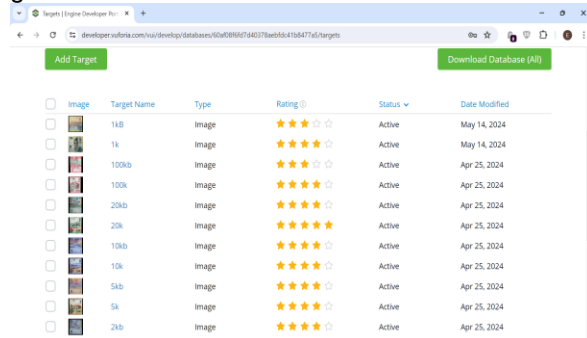 Targets | Engine Developer Port
developer.vuforia.com/vui/develop/databases/60af08f6fd7d40378aebfdc41b8477a5/targets
Add Target
Download Database (All)
Image Target Name Type Rating Status Date Modified
1kB Image Active May 14, 2024
1k Image Active May 14, 2024
100kb Image Active Apr 25, 2024
100k Image Active Apr 25, 2024
20kb Image Active Apr 25, 2024
20k Image Active Apr 25, 2024
10kb Image Active Apr 25, 2024
10k Image Active Apr 25, 2024
5kb Image Active Apr 25, 2024
5k Image Active Apr 25, 2024
2kb Image Active Apr 25, 2024